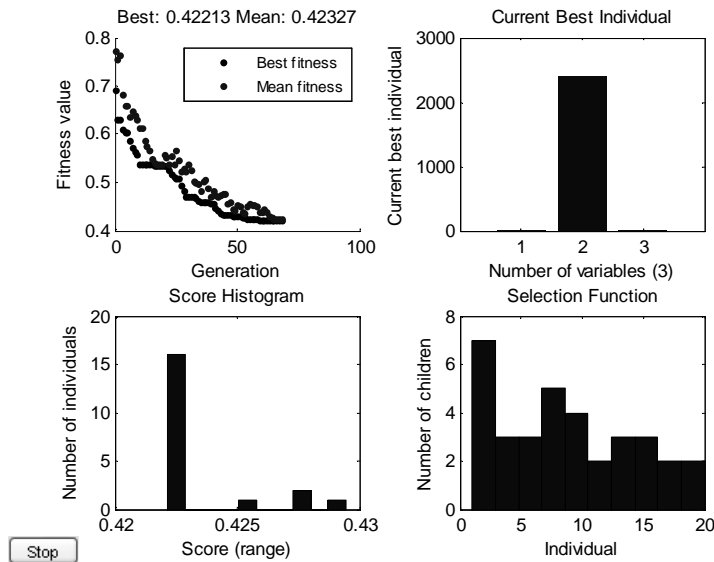 Best: 0.42213 Mean: 0.42327
0.8
0.7
0.6
0.5
0.4
Fitness value
Best fitness
Mean fitness
0
50
100
Generation
Current Best Individual
3000
2000
1000
0
Current best individual
1
2
3
Number of variables (3)
Score Histogram
20
15
10
5
0
Number of individuals
0.42
0.425
0.43
Score (range)
Selection Function
8
6
4
2
0
Number of children
0
5
10
15
20
Individual
Stop